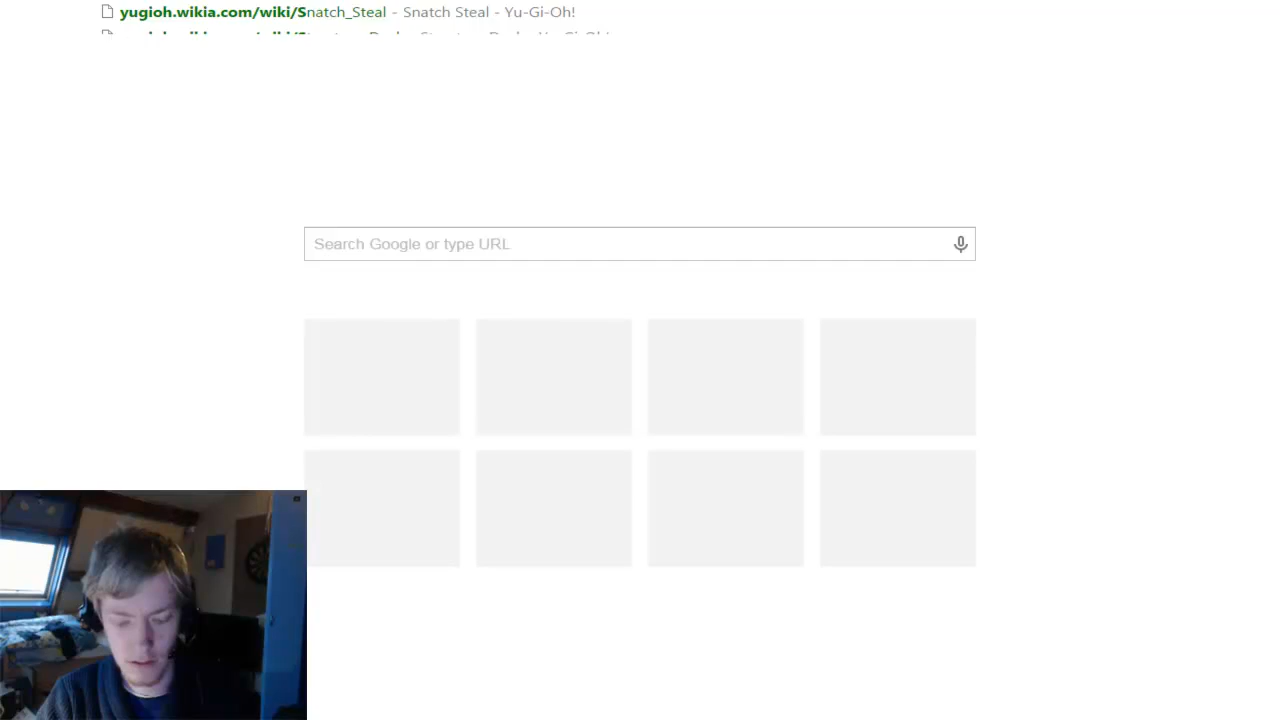 yugioh.wikia.com/wiki/Snatch_Steal - Snatch Steal - Yu-Gi-Oh!
Search Google or type URL